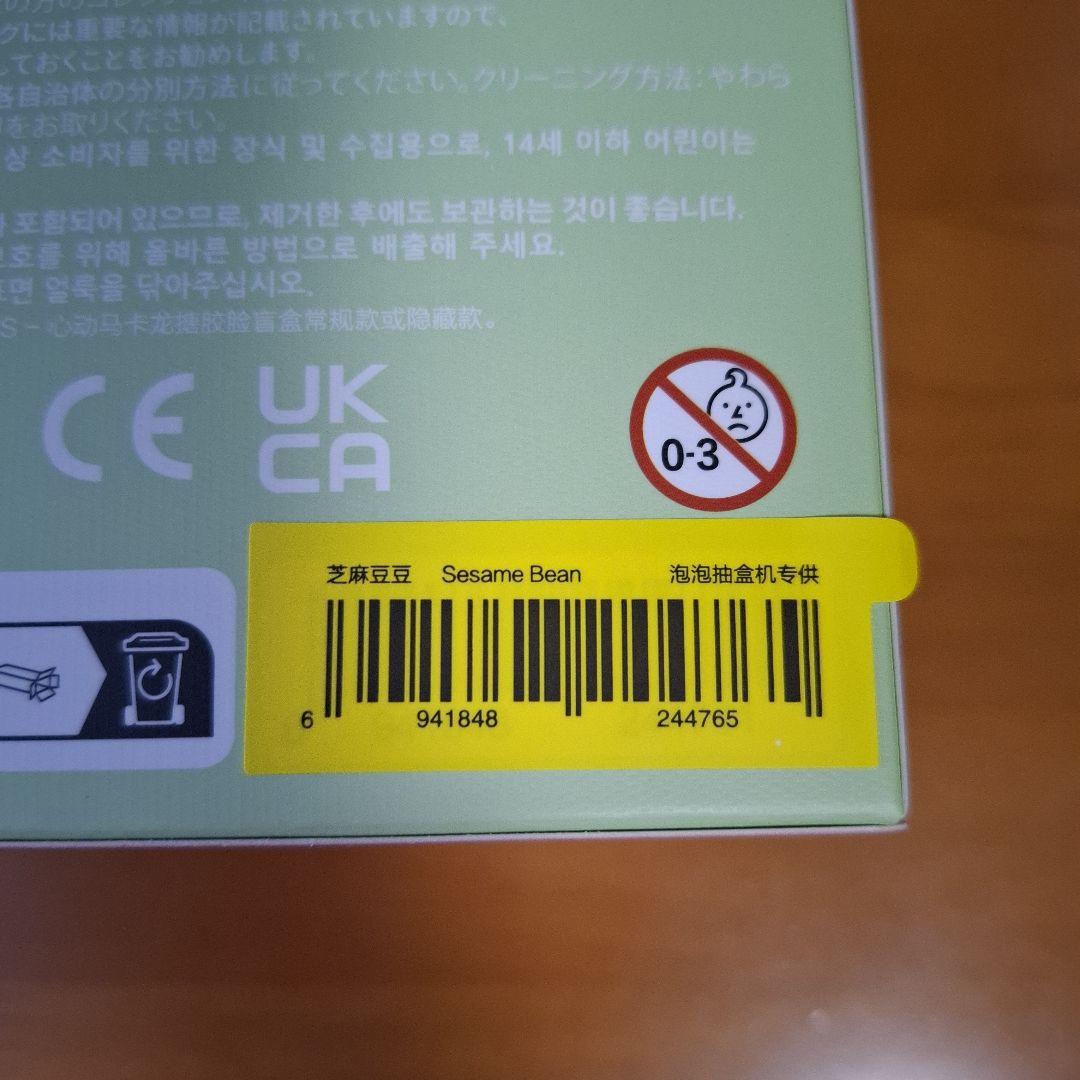 グには重要な情報が記載されていますので、
しておくことをお勧めします。
各自治体の分別方法に従ってください。クリーニング方法：やわら
をお取りください。
상 소비자를 위한 장식 및 수집용으로, 14세 이하 어린이는
포함되어 있으므로, 제거한 후에도 보관하는 것이 좋습니다.
보호를 위해 올바른 방법으로 배출해 주세요.
표면 얼룩을 닦아주십시오.
S - 心动马卡龙搪胶脸盲盒常规款或隐藏款。
CE
UK
CA
0-3
芝麻豆豆 Sesame Bean 泡泡抽盒机专供
6 941848 244765